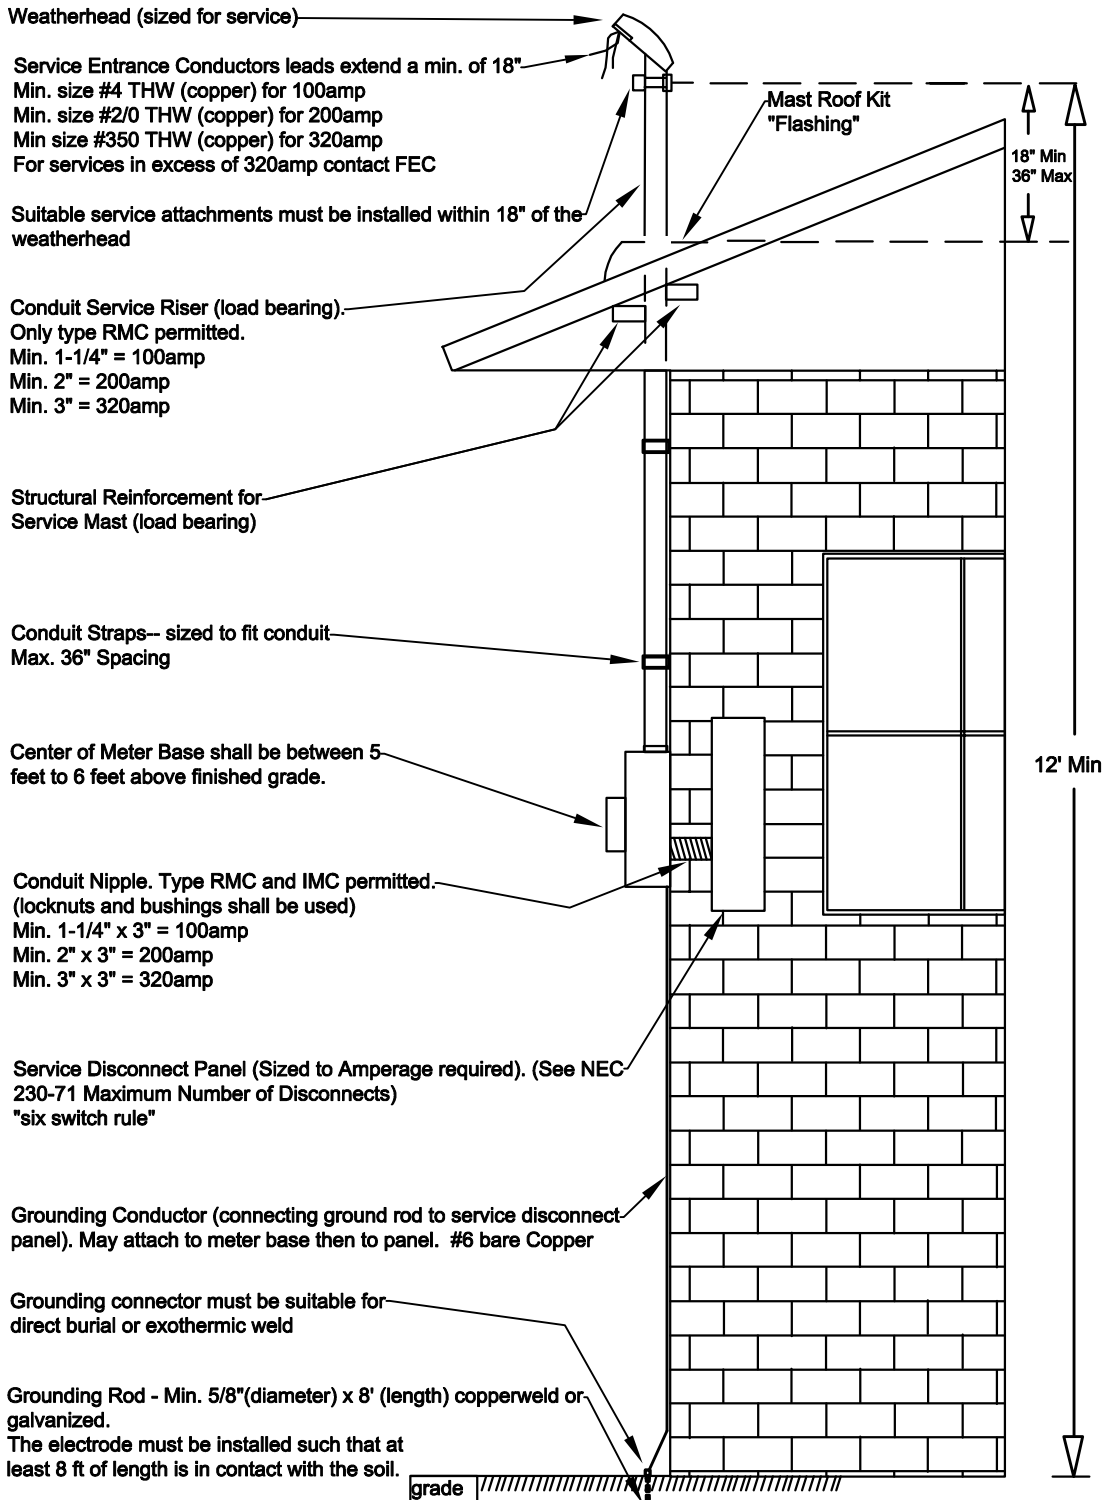 Weatherhead (sized for service)
Service Entrance Conductors leads extend a min. of 18"
Min. size #4 THW (copper) for 100amp
Min. size #2/0 THW (copper) for 200amp
Min size #350 THW (copper) for 320amp
For services in excess of 320amp contact FEC
Mast Roof Kit
"Flashing"
18" Min
36" Max
Suitable service attachments must be installed within 18" of the
weatherhead
Conduit Service Riser (load bearing).
Only type RMC permitted.
Min. 1-1/4" = 100amp
Min. 2" = 200amp
Min. 3" = 320amp
Structural Reinforcement for
Service Mast (load bearing)
Conduit Straps-- sized to fit conduit
Max. 36" Spacing
Center of Meter Base shall be between 5
feet to 6 feet above finished grade.
12' Min
Conduit Nipple. Type RMC and IMC permitted.
(locknuts and bushings shall be used)
Min. 1-1/4" x 3" = 100amp
Min. 2" x 3" = 200amp
Min. 3" x 3" = 320amp
Service Disconnect Panel (Sized to Amperage required). (See NEC
230-71 Maximum Number of Disconnects)
"six switch rule"
Grounding Conductor (connecting ground rod to service disconnect
panel). May attach to meter base then to panel.  #6 bare Copper
Grounding connector must be suitable for
direct burial or exothermic weld
Grounding Rod - Min. 5/8"(diameter) x 8' (length) copperweld or
galvanized.
The electrode must be installed such that at
least 8 ft of length is in contact with the soil.
grade